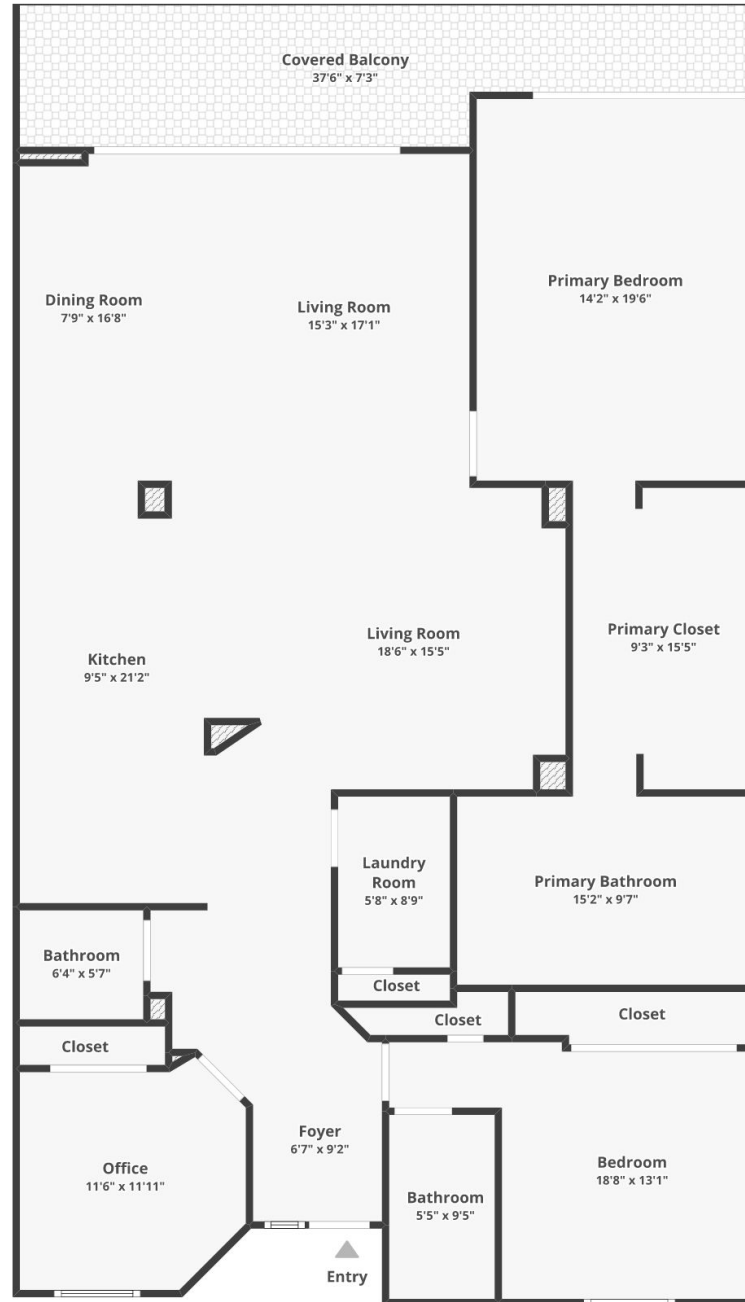 Covered Balcony
37'6" x 7'3"
Primary Bedroom
14'2" x 19'6"
Dining Room
7'9" x 16'8"
Living Room
15'3" x 17'1"
Living Room
18'6" x 15'5"
Primary Closet
9'3" x 15'5"
Kitchen
9'5" x 21'2"
Laundry
Room
5'8" x 8'9"
Primary Bathroom
15'2" x 9'7"
Bathroom
6'4" x 5'7"
Closet
Closet
Closet
Closet
Foyer
6'7" x 9'2"
Office
11'6" x 11'11"
Bedroom
18'8" x 13'1"
Bathroom
5'5" x 9'5"
Entry